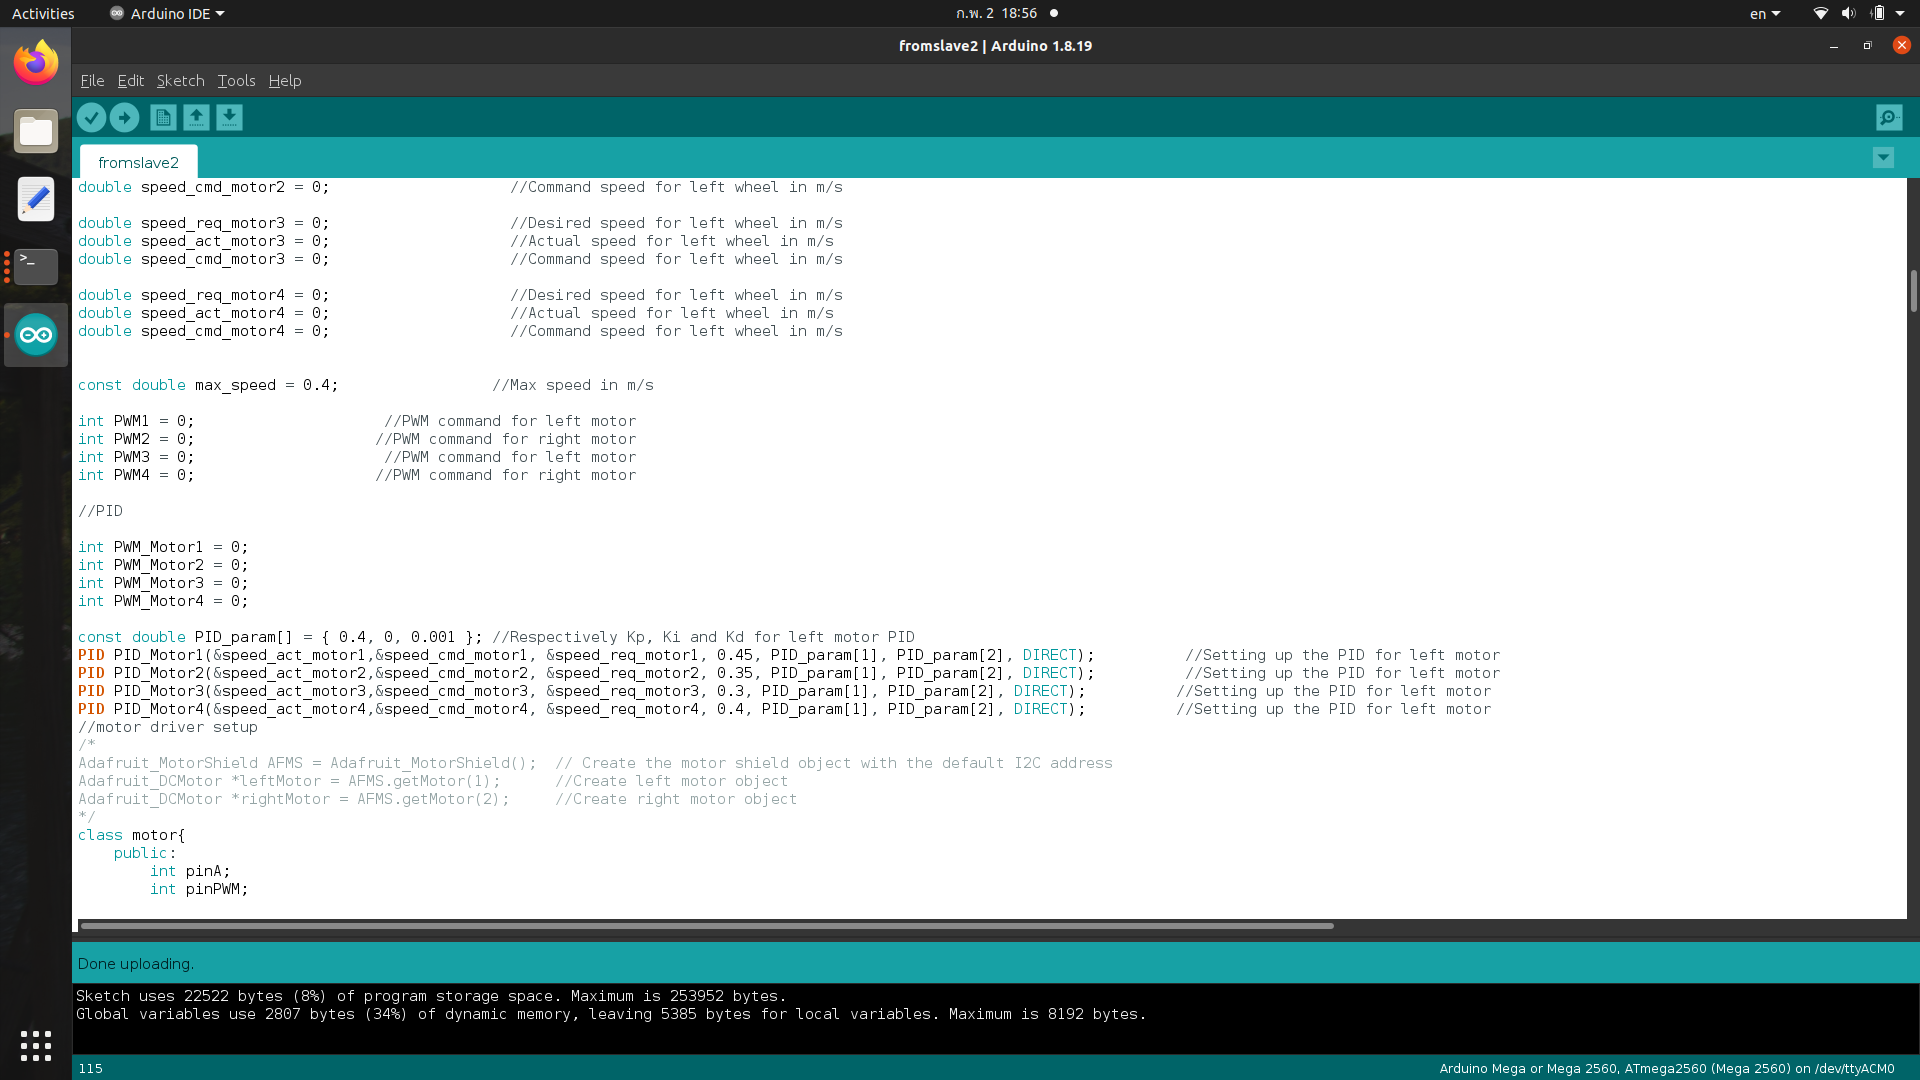 Activities
Arduino IDE
ก.พ. 2 18:56
en
fromslave2 | Arduino 1.8.19
File Edit Sketch Tools Help
fromslave2
double speed_cmd_motor2 = 0; //Command speed for left wheel in m/s
double speed_req_motor3 = 0; //Desired speed for left wheel in m/s
double speed_act_motor3 = 0; //Actual speed for left wheel in m/s
double speed_cmd_motor3 = 0; //Command speed for left wheel in m/s
double speed_req_motor4 = 0; //Desired speed for left wheel in m/s
double speed_act_motor4 = 0; //Actual speed for left wheel in m/s
double speed_cmd_motor4 = 0; //Command speed for left wheel in m/s
const double max_speed = 0.4; //Max speed in m/s
int PWM1 = 0; //PWM command for left motor
int PWM2 = 0; //PWM command for right motor
int PWM3 = 0; //PWM command for left motor
int PWM4 = 0; //PWM command for right motor
//PID
int PWM_Motor1 = 0;
int PWM_Motor2 = 0;
int PWM_Motor3 = 0;
int PWM_Motor4 = 0;
const double PID_param[] = { 0.4, 0, 0.001 }; //Respectively Kp, Ki and Kd for left motor PID
PID PID_Motor1(&speed_act_motor1,&speed_cmd_motor1, &speed_req_motor1, 0.45, PID_param[1], PID_param[2], DIRECT); //Setting up the PID for left motor
PID PID_Motor2(&speed_act_motor2,&speed_cmd_motor2, &speed_req_motor2, 0.35, PID_param[1], PID_param[2], DIRECT); //Setting up the PID for left motor
PID PID_Motor3(&speed_act_motor3,&speed_cmd_motor3, &speed_req_motor3, 0.3, PID_param[1], PID_param[2], DIRECT); //Setting up the PID for left motor
PID PID_Motor4(&speed_act_motor4,&speed_cmd_motor4, &speed_req_motor4, 0.4, PID_param[1], PID_param[2], DIRECT); //Setting up the PID for left motor
//motor driver setup
/*
Adafruit_MotorShield AFMS = Adafruit_MotorShield(); // Create the motor shield object with the default I2C address
Adafruit_DCMotor *leftMotor = AFMS.getMotor(1); //Create left motor object
Adafruit_DCMotor *rightMotor = AFMS.getMotor(2); //Create right motor object
*/
class motor{
public:
int pinA;
int pinPWM;
Done uploading.
Sketch uses 22522 bytes (8%) of program storage space. Maximum is 253952 bytes.
Global variables use 2807 bytes (34%) of dynamic memory, leaving 5385 bytes for local variables. Maximum is 8192 bytes.
115
Arduino Mega or Mega 2560, ATmega2560 (Mega 2560) on /dev/ttyACM0